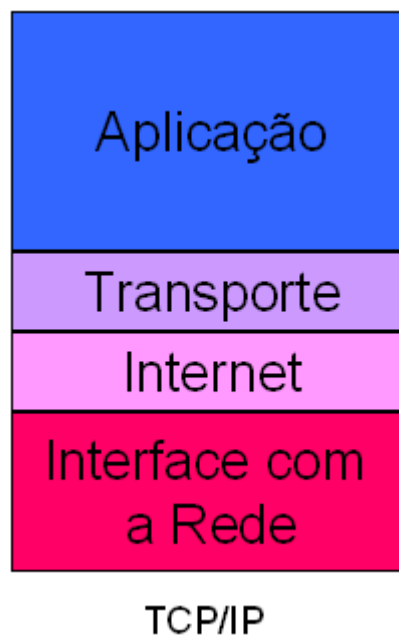 Aplicação
Transporte
Internet
Interface com
a Rede
TCP/IP